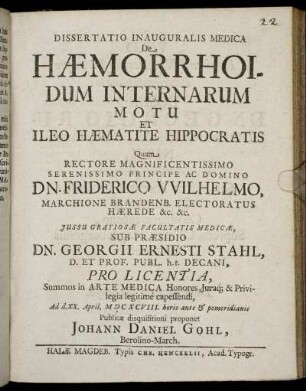 22
DISSERTATIO INAUGURALIS MEDICA
De
HÆMORRHOI-
DUM INTERNARUM
MOTU
ET
ILEO HÆMATITE HIPPOCRATIS
Quam
RECTORE MAGNIFICENTISSIMO
SERENISSIMO PRINCIPE AC DOMINO
DN. FRIDERICO VVILHELMO,
MARCHIONE BRANDENB. ELECTORATUS
HÆREDE &c. &c.
JUSSU GRATIOSÆ FACULTATIS MEDICÆ,
SUB PRÆSIDIO
DN. GEORGII ERNESTI STAHL,
D. ET PROF. PUBL. h.t. DECANI,
PRO LICENTIA,
Summos in ARTE MEDICA Honores, Juraq; & Privi-
legia legitimè capessendi,
Ad d. XX. April. MDCXCVIII. horis ante & pomeridianis
Publicæ disquisitioni proponet
JOHANN DANIEL GOHL,
Berolino-March.
HALÆ MAGDEB. Typis CHR. HENCKELII, Acad. Typogr.